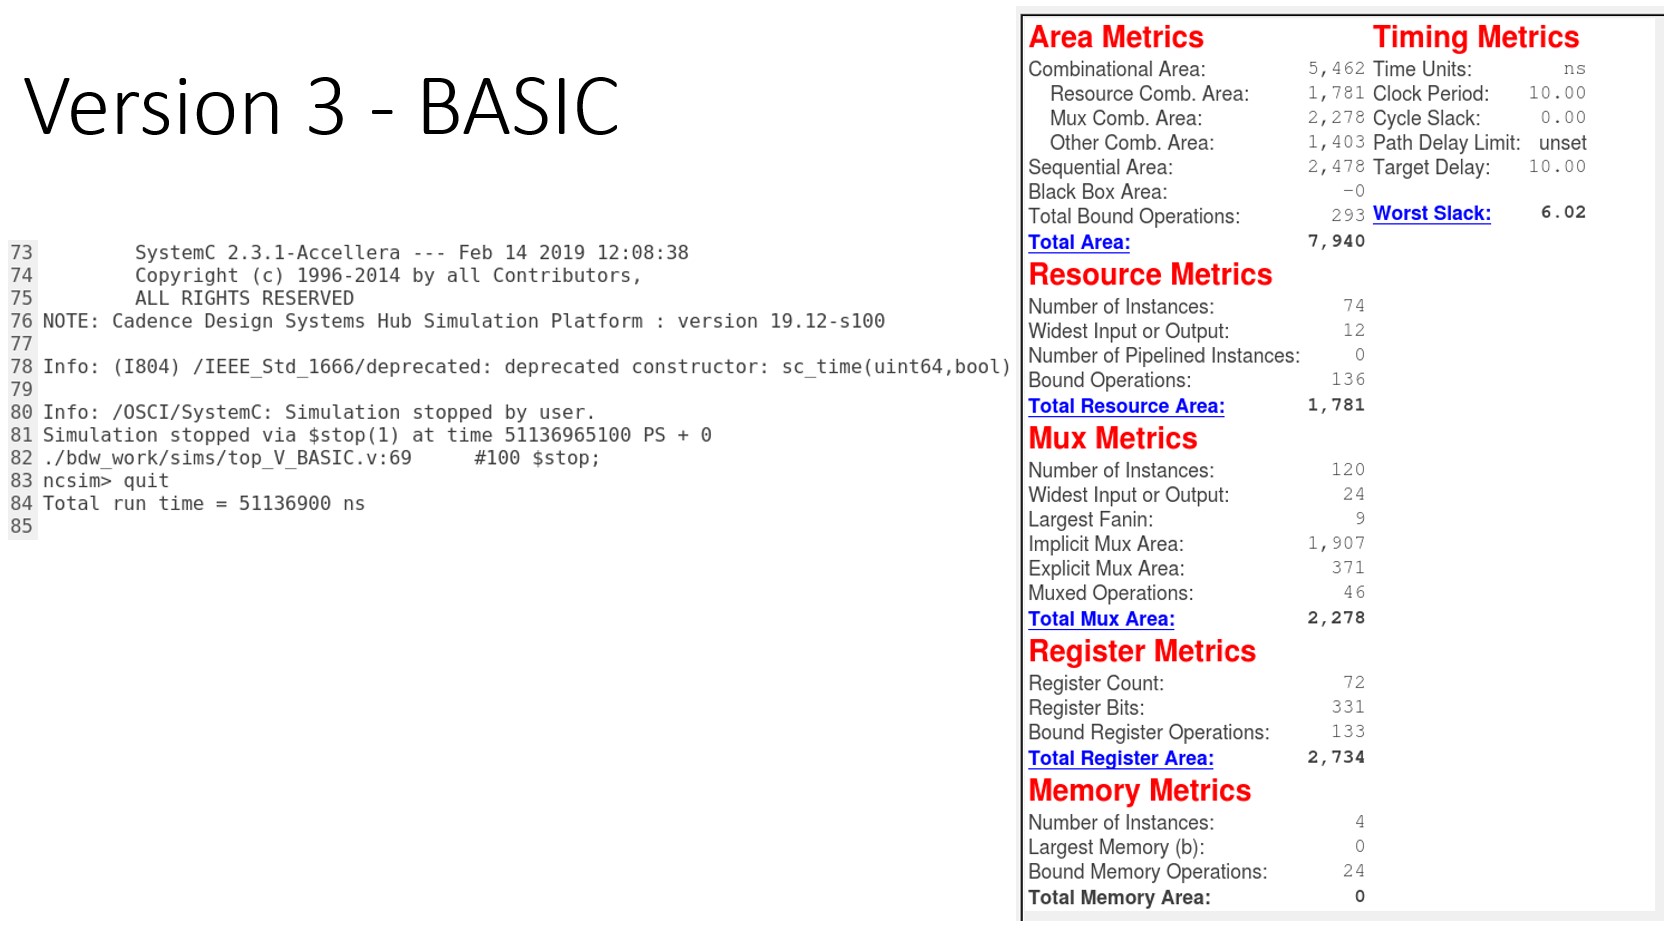 Version 3 - BASIC
73 SystemC 2.3.1-Accellera --- Feb 14 2019 12:08:38
74 Copyright (c) 1996-2014 by all Contributors,
75 ALL RIGHTS RESERVED
76 NOTE: Cadence Design Systems Hub Simulation Platform : version 19.12-s100
77
78 Info: (I804) /IEEE_Std_1666/deprecated: deprecated constructor: sc_time(uint64,bool)
79
80 Info: /OSCI/SystemC: Simulation stopped by user.
81 Simulation stopped via $stop(1) at time 51136965100 PS + 0
82 ./bdw_work/sims/top_V_BASIC.v:69 #100 $stop;
83 ncsim> quit
84 Total run time = 51136900 ns
85
Area Metrics
Combinational Area: 5,462
Resource Comb. Area: 1,781
Mux Comb. Area: 2,278
Other Comb. Area: 1,403
Sequential Area: 2,478
Black Box Area: -0
Total Bound Operations: 293
Total Area: 7,940
Resource Metrics
Number of Instances: 74
Widest Input or Output: 12
Number of Pipelined Instances: 0
Bound Operations: 136
Total Resource Area: 1,781
Mux Metrics
Number of Instances: 120
Widest Input or Output: 24
Largest Fanin: 9
Implicit Mux Area: 1,907
Explicit Mux Area: 371
Muxed Operations: 46
Total Mux Area: 2,278
Register Metrics
Register Count: 72
Register Bits: 331
Bound Register Operations: 133
Total Register Area: 2,734
Memory Metrics
Number of Instances: 4
Largest Memory (b): 0
Bound Memory Operations: 24
Total Memory Area: 0
Timing Metrics
Time Units: ns
Clock Period: 10.00
Cycle Slack: 0.00
Path Delay Limit: unset
Target Delay: 10.00
Worst Slack: 6.02